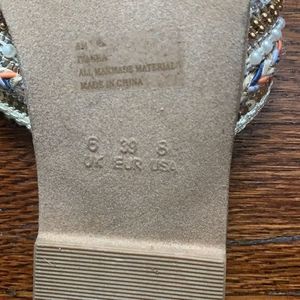 ALL MANMADE MATERIAL
MADE IN CHINA
6 39 8
UK EUR USA